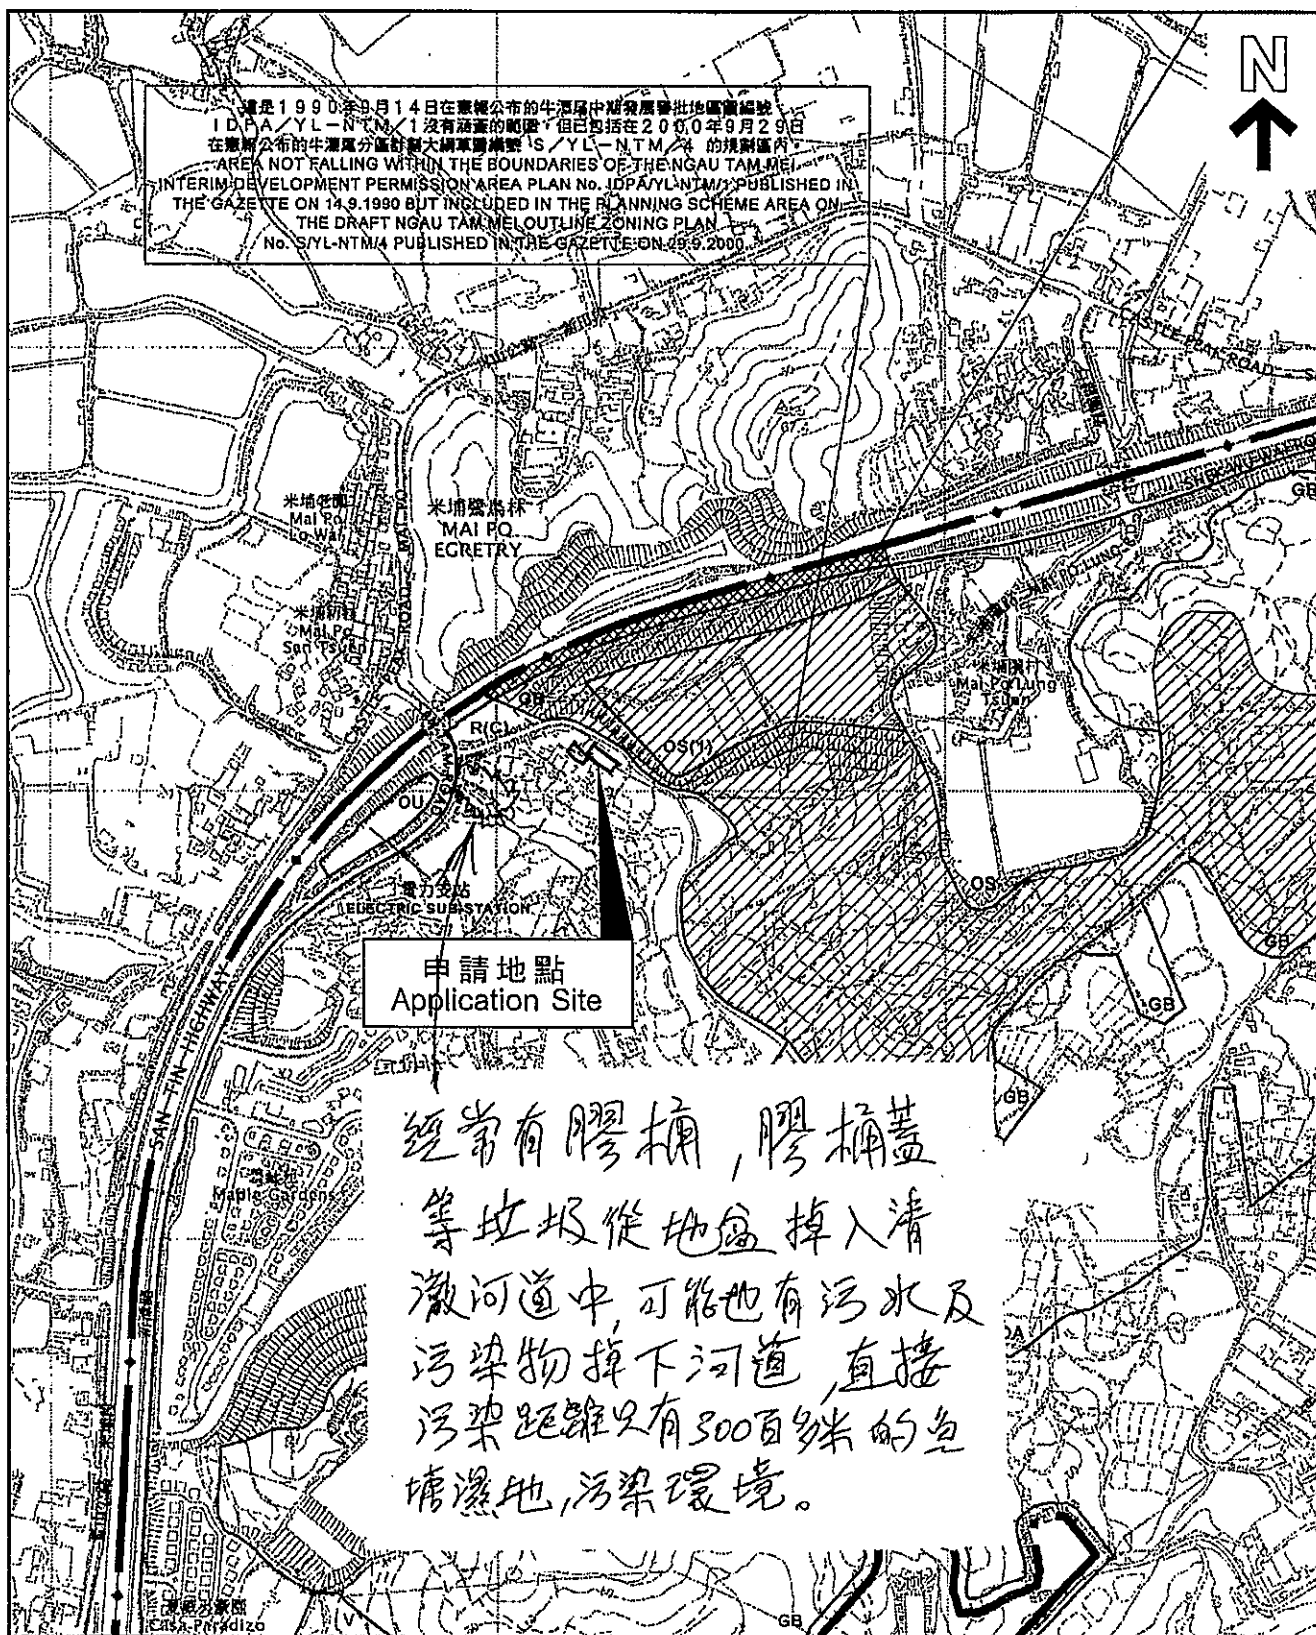 這是1990年9月14日在憲報公布的牛潭尾中期發展審批地區圖編號
IDPA/YL-NTM/1沒有涵蓋的範圍，但已包括在2000年9月29日
在憲報公布的牛潭尾分區計劃大綱草圖編號 S/YL-NTM/4 的規劃區內。
AREA NOT FALLING WITHIN THE BOUNDARIES OF THE NGAU TAM MEI
INTERIM DEVELOPMENT PERMISSION AREA PLAN No. IDPA/YL-NTM/1 PUBLISHED IN
THE GAZETTE ON 14.9.1990 BUT INCLUDED IN THE PLANNING SCHEME AREA ON
THE DRAFT NGAU TAM MEI OUTLINE ZONING PLAN
No. S/YL-NTM/4 PUBLISHED IN THE GAZETTE ON 29.9.2000.
N
CASTLE PEAK ROAD
米埔老圍
Mai Po
Lo Wai
米埔鷺鳥林
MAI PO
EGRETRY
米埔新村
Mai Po
San Tsuen
MAI PO LUNG ROAD
米埔隴村
Mai Po Lung
Tsuen
GB
GB
R(C)
OS(1)
OU
OS
GB
GB
GB
電力支站
ELECTRIC SUB-STATION
申請地點
Application Site
SAN TIN HIGHWAY
Maple Gardens
經常有膠桶，膠桶蓋
等垃圾從地盆掉入清
澈河道中，可能也有污水及
污染物掉下河道，直接
污染距離只有300百多米的魚
塘濕地，污染環境。
Casa Paradizo
V
GB